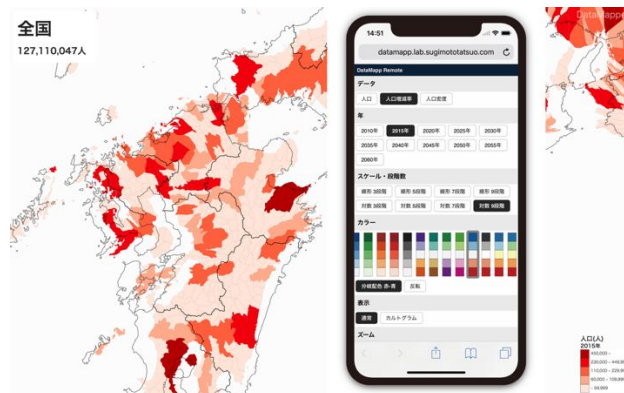 全国
127,110,047人
14:51
datamapp.lab.sugimototatsuo.com
DataMapp Remote
データ
人口 人口増減率 人口密度
年
2010年 2015年 2020年 2025年 2030年
2035年 2040年 2045年 2050年 2055年
2060年
スケール・段階数
線形 3段階 線形 5段階 線形 7段階 線形 9段階
対数 3段階 対数 5段階 対数 7段階 対数 9段階
カラー
分岐配色 赤-青 反転
表示
通常 カルトグラム
ズーム
DataMapp
人口(人)
2015年